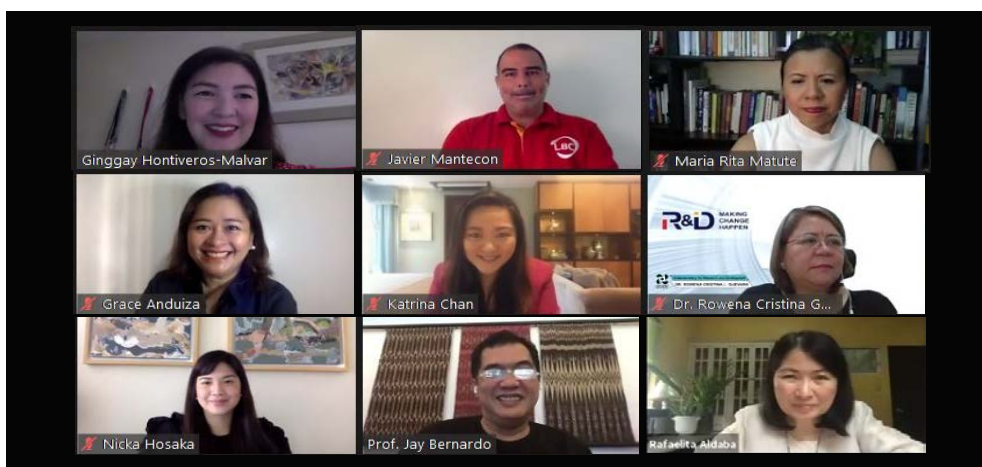 Ginggay Hontiveros-Malvar
Javier Mantecon
LBC
Maria Rita Matute
Grace Anduiza
Katrina Chan
R&D
MAKING
CHANGE
HAPPEN
Dr. Rowena Cristina G...
Nicka Hosaka
Prof. Jay Bernardo
Rafaelita Aldaba